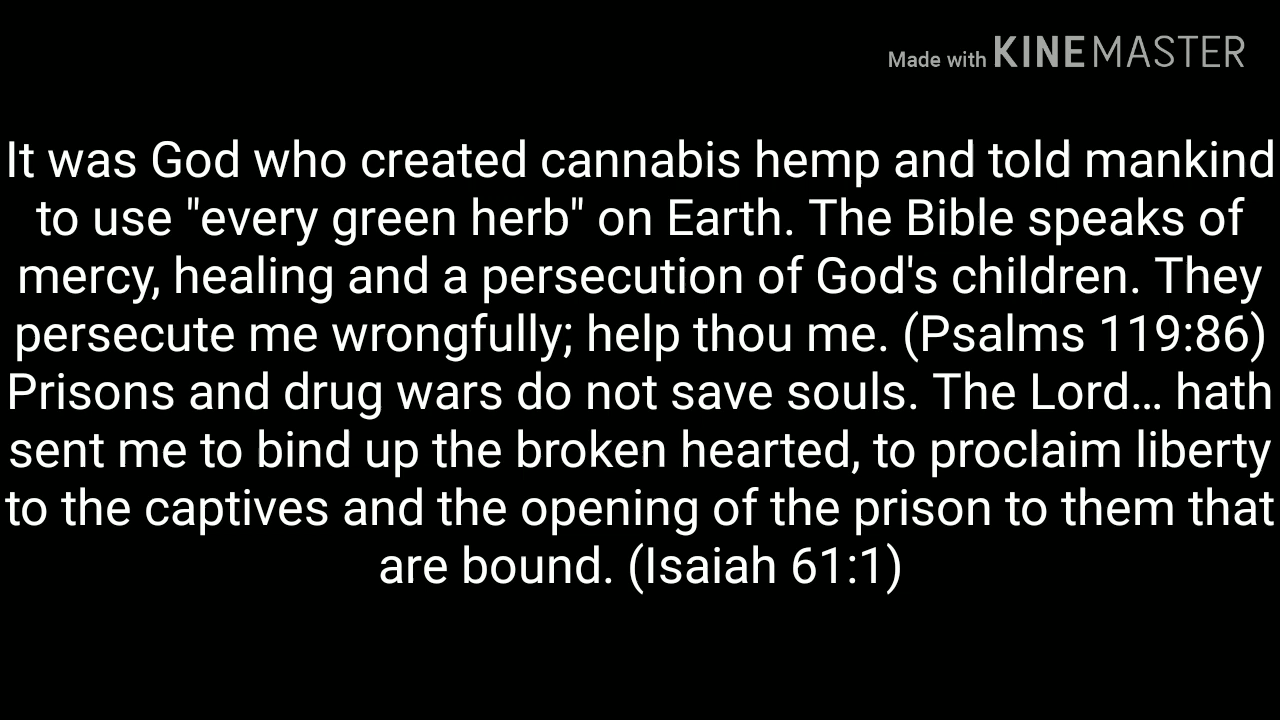 Made with KINEMASTER
It was God who created cannabis hemp and told mankind
to use "every green herb" on Earth. The Bible speaks of
mercy, healing and a persecution of God's children. They
persecute me wrongfully; help thou me. (Psalms 119:86)
Prisons and drug wars do not save souls. The Lord... hath
sent me to bind up the broken hearted, to proclaim liberty
to the captives and the opening of the prison to them that
are bound. (Isaiah 61:1)